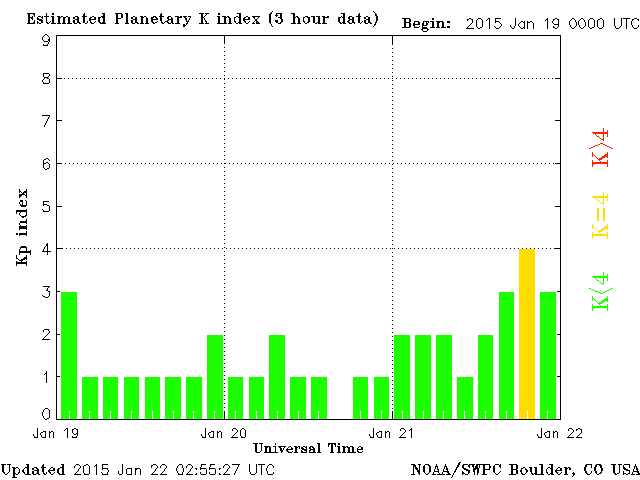 Estimated Planetary K index (3 hour data) Begin: 2015 Jan 19 0000 UTC
9
8
7
6
5
4
3
2
1
0
Kp index
K>4
K=4
K<4
Jan 19 Jan 20 Jan 21 Jan 22
Universal Time
Updated 2015 Jan 22 02:55:27 UTC NOAA/SWPC Boulder, CO USA